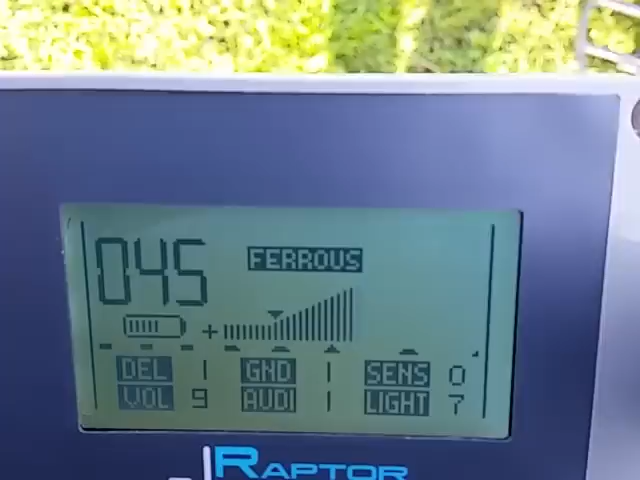 045 FERROUS
+
DEL 1 GND 1 SENS 0
VOL 9 AUDI 1 LIGHT 7
RAPTOR